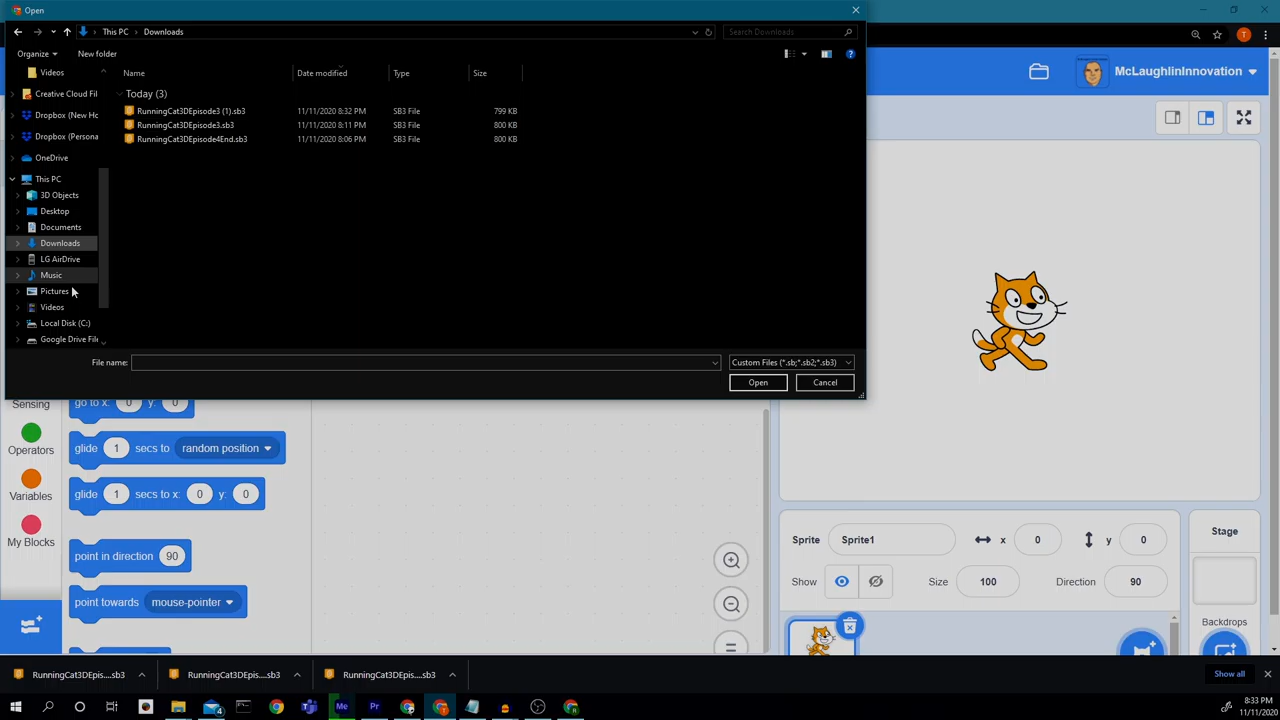 Open
This PC
Downloads
Search Downloads
Organize
New folder
McLaughlinInnovation
T
Name
Date modified
Type
Size
Today (3)
RunningCat3DEpisode3 (1).sb3
11/11/2020 8:32 PM
SB3 File
799 KB
RunningCat3DEpisode3.sb3
11/11/2020 8:11 PM
SB3 File
800 KB
RunningCat3DEpisode4End.sb3
11/11/2020 8:06 PM
SB3 File
800 KB
Videos
Creative Cloud Fil
Dropbox (New Ho
Dropbox (Persona
OneDrive
This PC
3D Objects
Desktop
Documents
Downloads
LG AirDrive
Music
Pictures
Videos
Local Disk (C:)
Google Drive File
File name:
Custom Files (*.sb;*.sb2;*.sb3)
Open
Cancel
Sensing
Operators
Variables
My Blocks
go to x: 0 y: 0
glide 1 secs to random position
glide 1 secs to x: 0 y: 0
point in direction 90
point towards mouse-pointer
Sprite
Sprite1
x
0
y
0
Show
Size
100
Direction
90
Stage
Backdrops
RunningCat3DEpis....sb3
RunningCat3DEpis....sb3
RunningCat3DEpis....sb3
Show all
Me
Pr
8:33 PM
11/11/2020